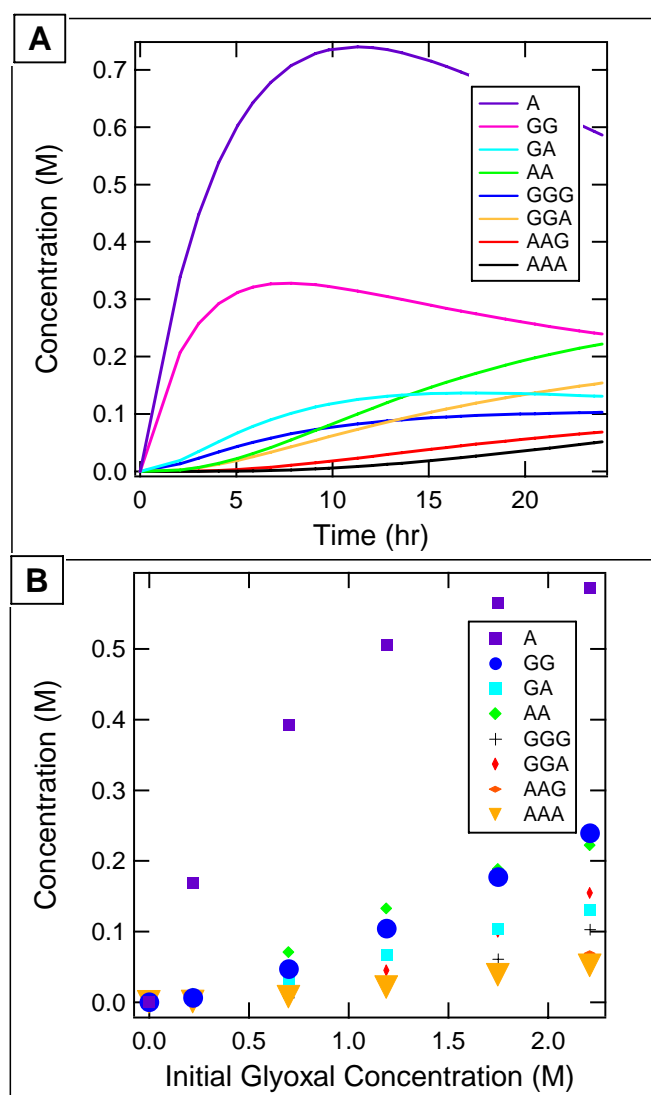 A
0.7
0.6
0.5
0.4
0.3
0.2
0.1
0.0
Concentration (M)
A
GG
GA
AA
GGG
GGA
AAG
AAA
0
5
10
15
20
Time (hr)
B
0.5
0.4
0.3
0.2
0.1
0.0
Concentration (M)
A
GG
GA
AA
GGG
GGA
AAG
AAA
0.0
0.5
1.0
1.5
2.0
Initial Glyoxal Concentration (M)